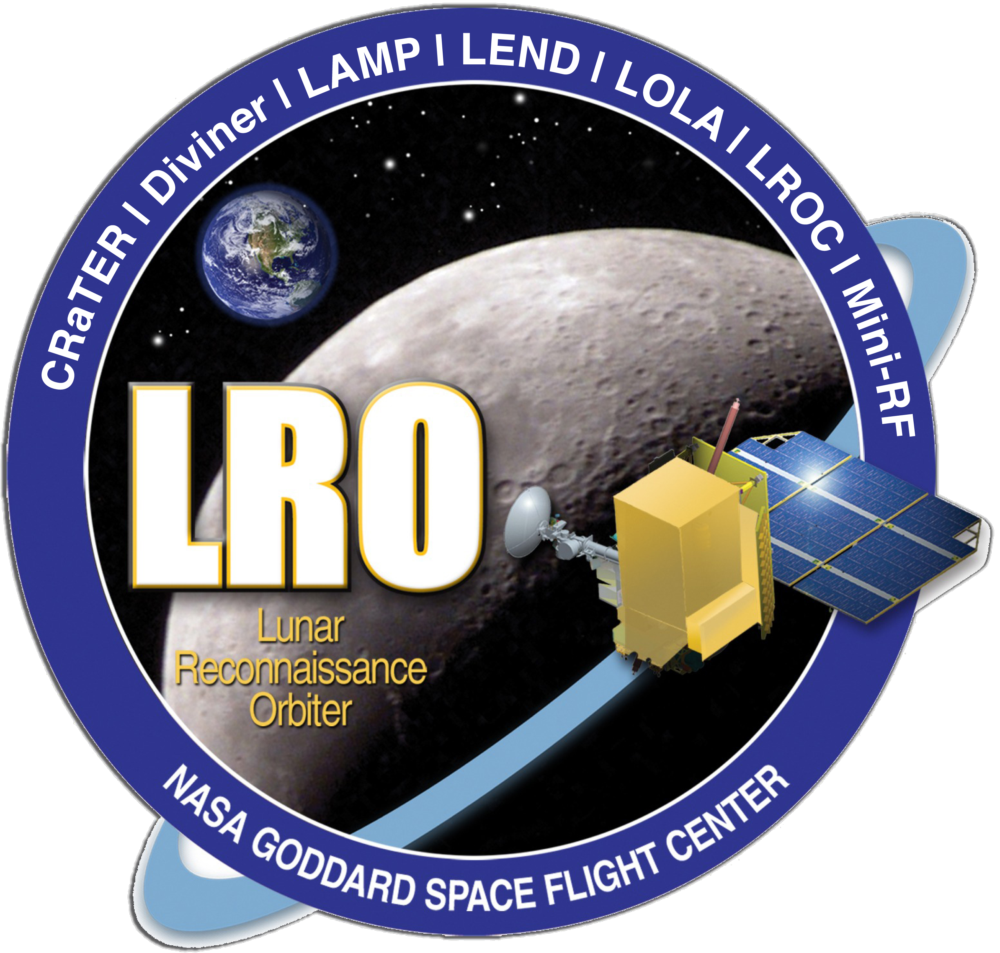 CRaTER | Diviner | LAMP | LEND | LOLA | LROC | Mini-RF
LRO
Lunar
Reconnaissance
Orbiter
NASA GODDARD SPACE FLIGHT CENTER